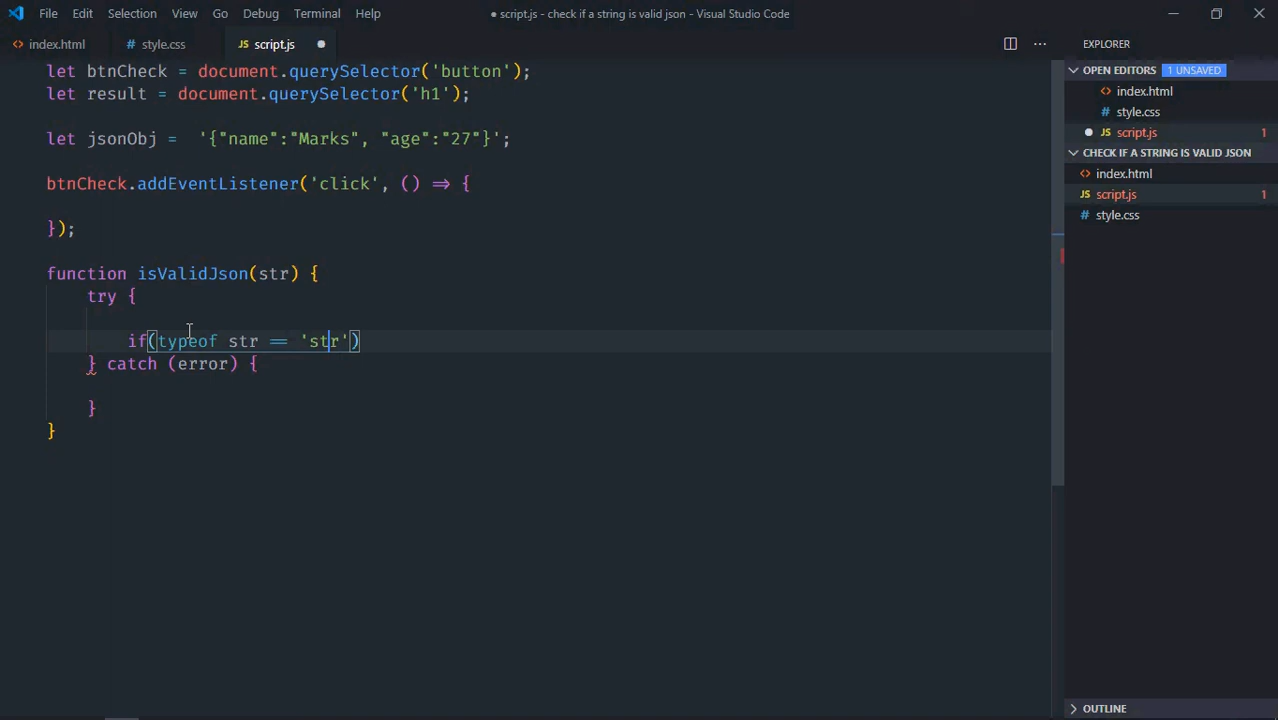 File Edit Selection View Go Debug Terminal Help
● script.js - check if a string is valid json - Visual Studio Code
<> index.html # style.css JS script.js ●
let btnCheck = document.querySelector('button');
let result = document.querySelector('h1');
let jsonObj =  '{"name":"Marks", "age":"27"}';
btnCheck.addEventListener('click', () => {
});
function isValidJson(str) {
try {
if(typeof str == 'str')
} catch (error) {
}
}
EXPLORER
OPEN EDITORS 1 UNSAVED
<> index.html
# style.css
● JS script.js 1
CHECK IF A STRING IS VALID JSON
<> index.html
JS script.js 1
# style.css
OUTLINE